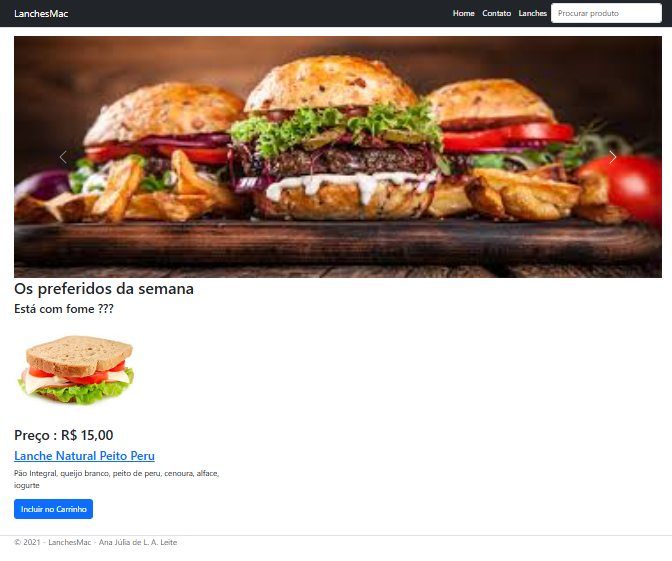 LanchesMac
Home Contato Lanches Procurar produto
Os preferidos da semana
Está com fome ???
Preço : R$ 15,00
Lanche Natural Peito Peru
Pão Integral, queijo branco, peito de peru, cenoura, alface,
iogurte
Incluir no Carrinho
© 2021 - LanchesMac - Ana Júlia de L. A. Leite